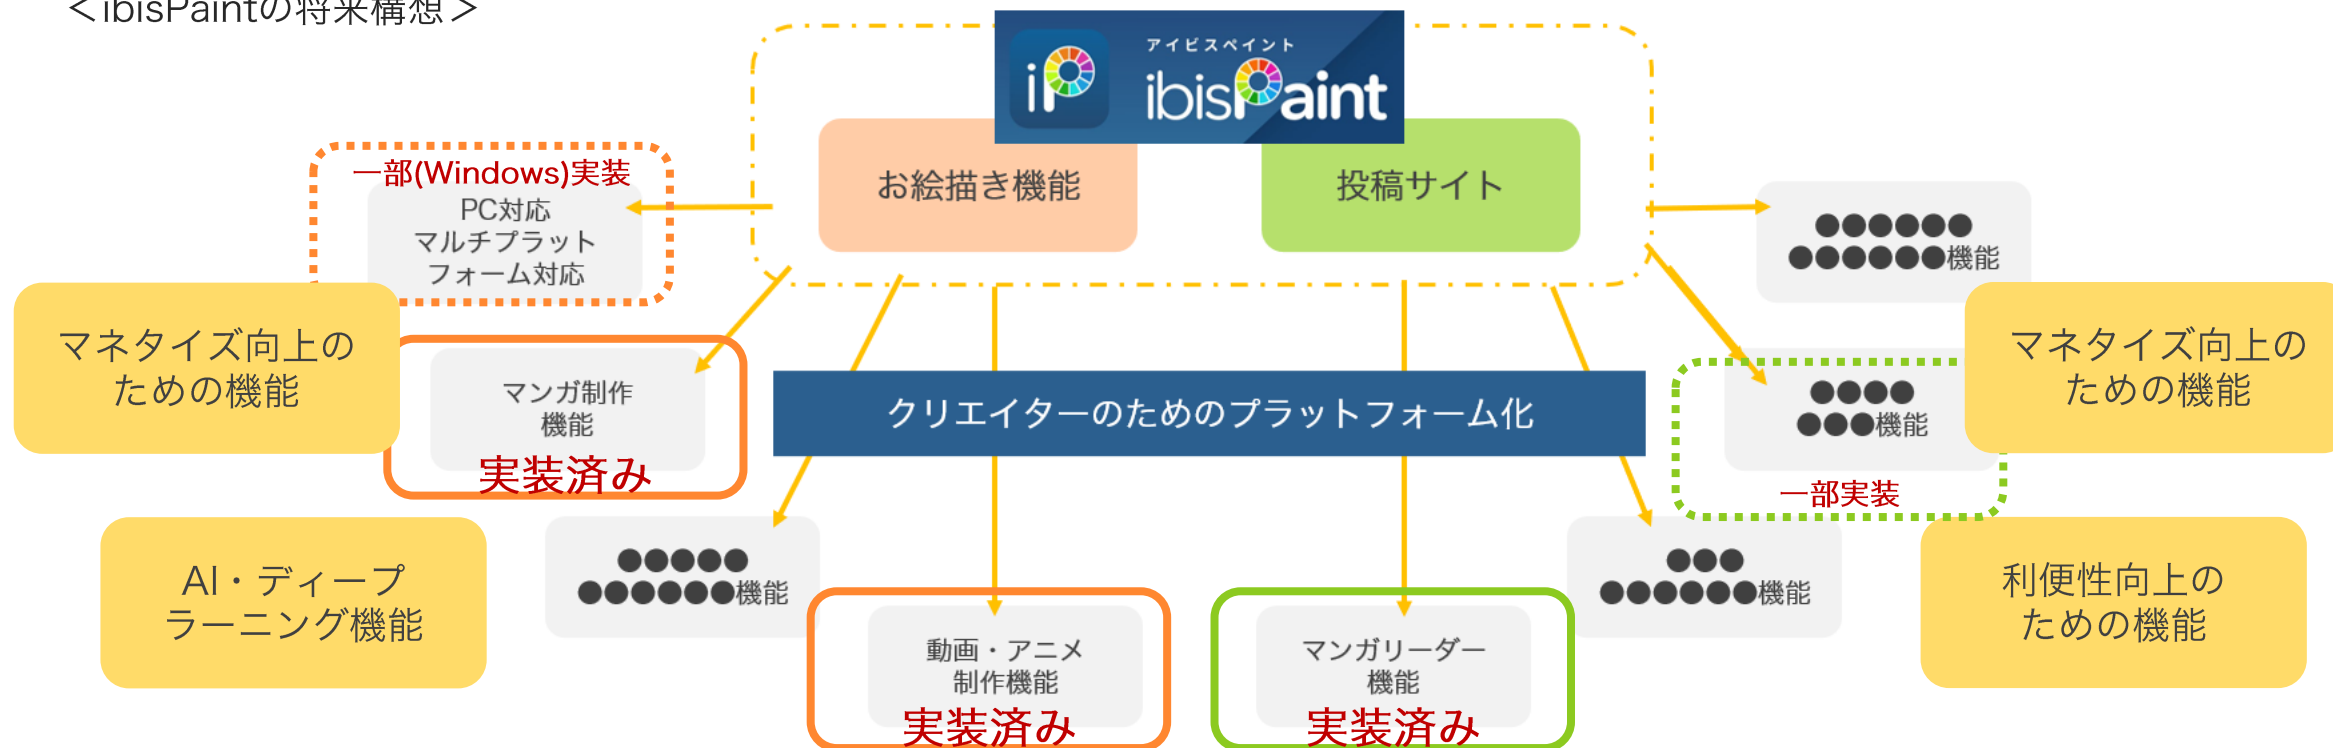 ＜ibisPaintの将来構想＞
iP
アイビスペイント
ibisPaint
お絵描き機能
投稿サイト
一部(Windows)実装
PC対応
マルチプラット
フォーム対応
●●●●●●
●●●●●●機能
マネタイズ向上の
ための機能
マンガ制作
機能
実装済み
クリエイターのためのプラットフォーム化
●●●●
●●●機能
一部実装
マネタイズ向上の
ための機能
AI・ディープ
ラーニング機能
●●●●●
●●●●●●機能
動画・アニメ
制作機能
実装済み
マンガリーダー
機能
実装済み
●●●
●●●●●●機能
利便性向上の
ための機能